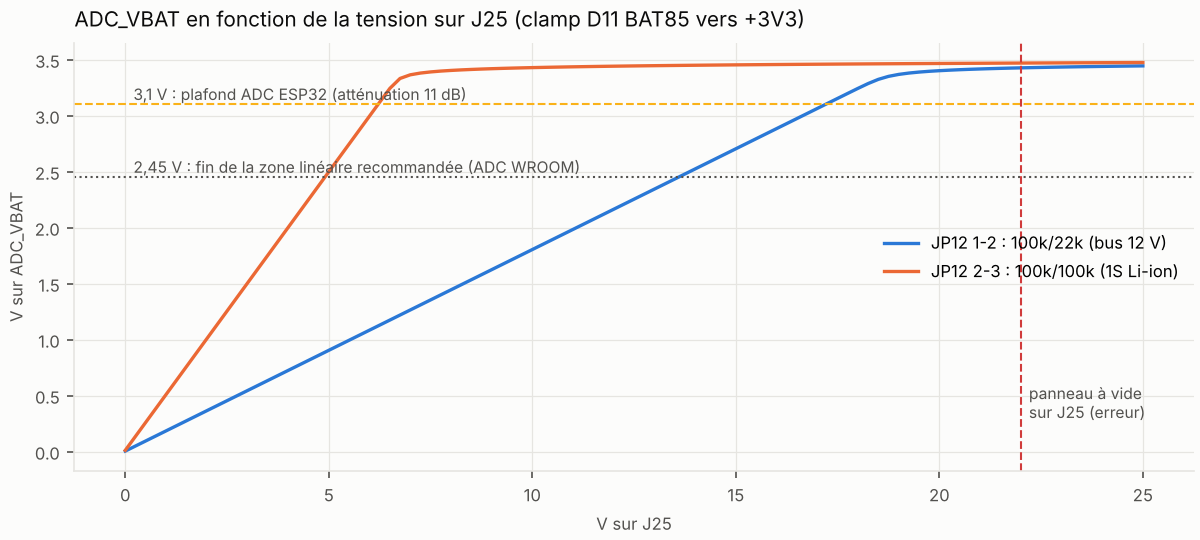 ADC_VBAT en fonction de la tension sur J25 (clamp D11 BAT85 vers +3V3)
V sur ADC_VBAT
3.5
3.0
2.5
2.0
1.5
1.0
0.5
0.0
3,1 V : plafond ADC ESP32 (atténuation 11 dB)
2,45 V : fin de la zone linéaire recommandée (ADC WROOM)
JP12 1-2 : 100k/22k (bus 12 V)
JP12 2-3 : 100k/100k (1S Li-ion)
panneau à vide
sur J25 (erreur)
0
5
10
15
20
25
V sur J25